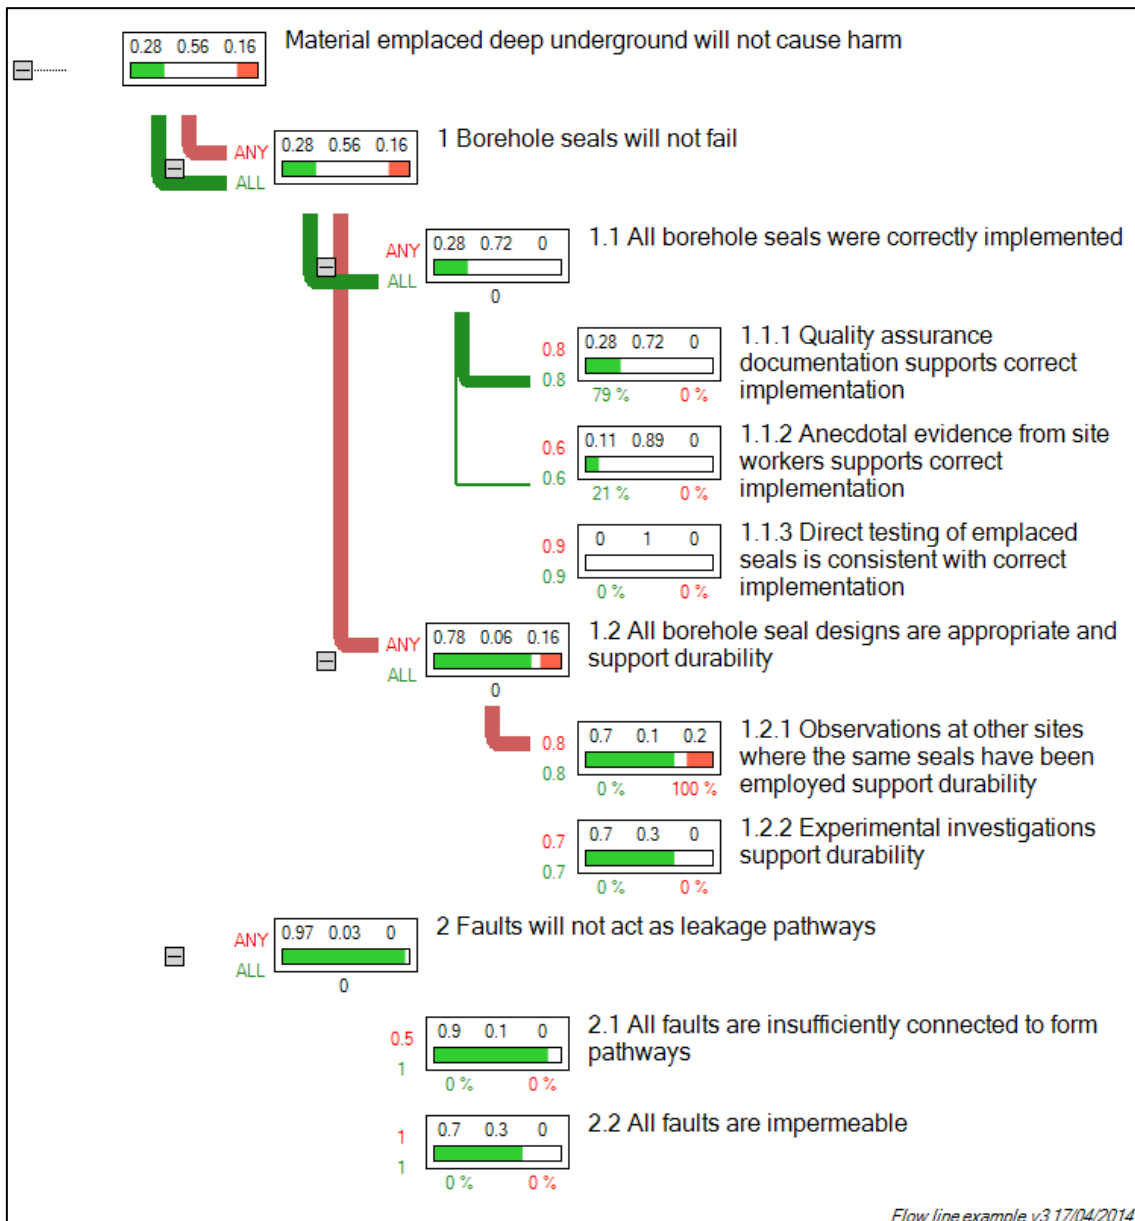 0.28 0.56 0.16
Material emplaced deep underground will not cause harm
ANY
ALL
0.28 0.56 0.16
1 Borehole seals will not fail
ANY
ALL
0.28 0.72 0
0
1.1 All borehole seals were correctly implemented
0.8
0.8
0.28 0.72 0
79 % 0 %
1.1.1 Quality assurance
documentation supports correct
implementation
0.6
0.6
0.11 0.89 0
21 % 0 %
1.1.2 Anecdotal evidence from site
workers supports correct
implementation
0.9
0.9
0 1 0
0 % 0 %
1.1.3 Direct testing of emplaced
seals is consistent with correct
implementation
ANY
ALL
0.78 0.06 0.16
0
1.2 All borehole seal designs are appropriate and
support durability
0.8
0.8
0.7 0.1 0.2
0 % 100 %
1.2.1 Observations at other sites
where the same seals have been
employed support durability
0.7
0.7
0.7 0.3 0
0 % 0 %
1.2.2 Experimental investigations
support durability
ANY
ALL
0.97 0.03 0
0
2 Faults will not act as leakage pathways
0.5
1
0.9 0.1 0
0 % 0 %
2.1 All faults are insufficiently connected to form
pathways
1
1
0.7 0.3 0
0 % 0 %
2.2 All faults are impermeable
Flow line example v3 17/04/2014